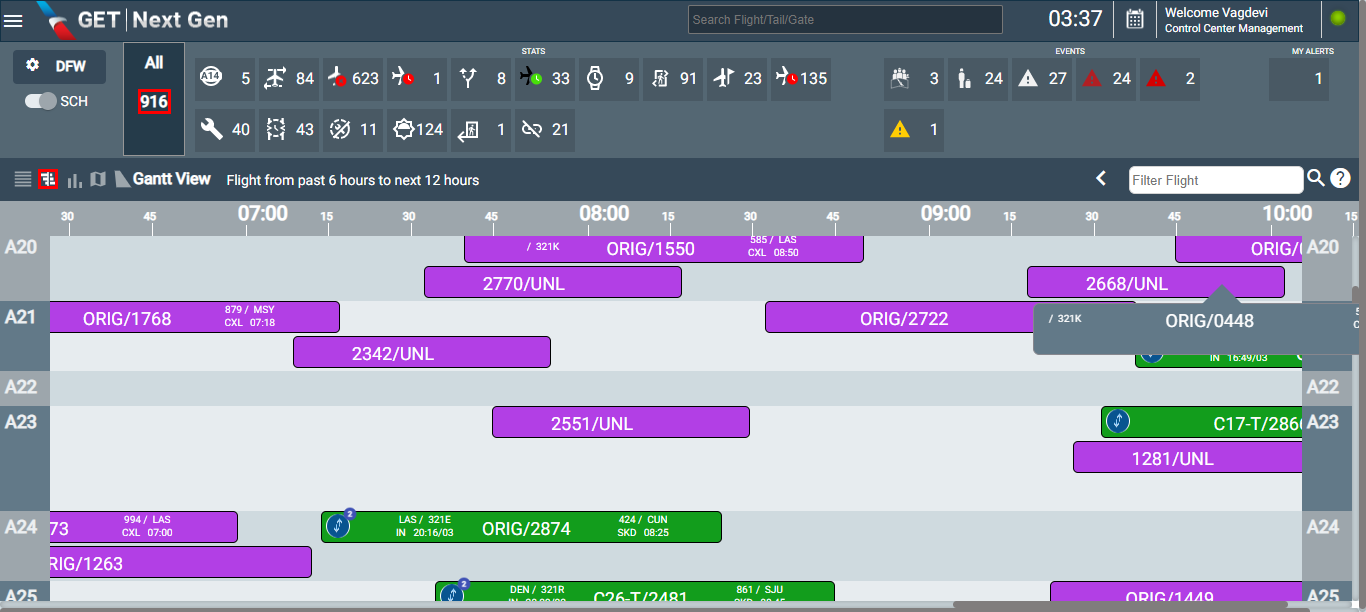 GET | Next Gen
Search Flight/Tail/Gate
03:37
Welcome Vagdevi
Control Center Management
DFW
SCH
All
916
STATS
EVENTS
MY ALERTS
A14 5 84 623 1 8 33 9 91 23 135
3 24 27 24 2
1
40 43 11 124 1 21
1
Gantt View
Flight from past 6 hours to next 12 hours
Filter Flight
?
30 45 07:00 15 30 45 08:00 15 30 45 09:00 15 30 45 10:00 15
A20
/ 321K
ORIG/1550
585 / LAS
CXL 08:50
ORIG/
A20
2770/UNL
2668/UNL
A21
ORIG/1768
879 / MSY
CXL 07:18
ORIG/2722
/ 321K
ORIG/0448
2342/UNL
IN 16:49/03
A22
A22
A23
2551/UNL
C17-T/286
A23
1281/UNL
A24
73
994 / LAS
CXL 07:00
2
LAS / 321E
IN 20:16/03
ORIG/2874
424 / CUN
SKD 08:25
A24
RIG/1263
A25
2
DEN / 321R
C26-T/2481
861 / SJU
ORIG/1449
A25